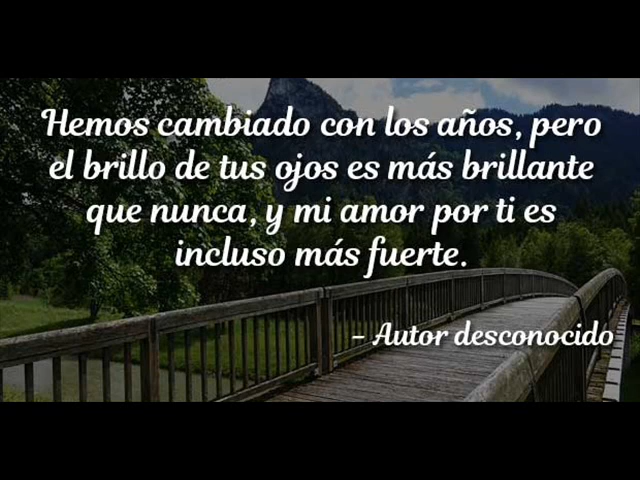 Hemos cambiado con los años, pero
el brillo de tus ojos es más brillante
que nunca, y mi amor por ti es
incluso más fuerte.
- Autor desconocido